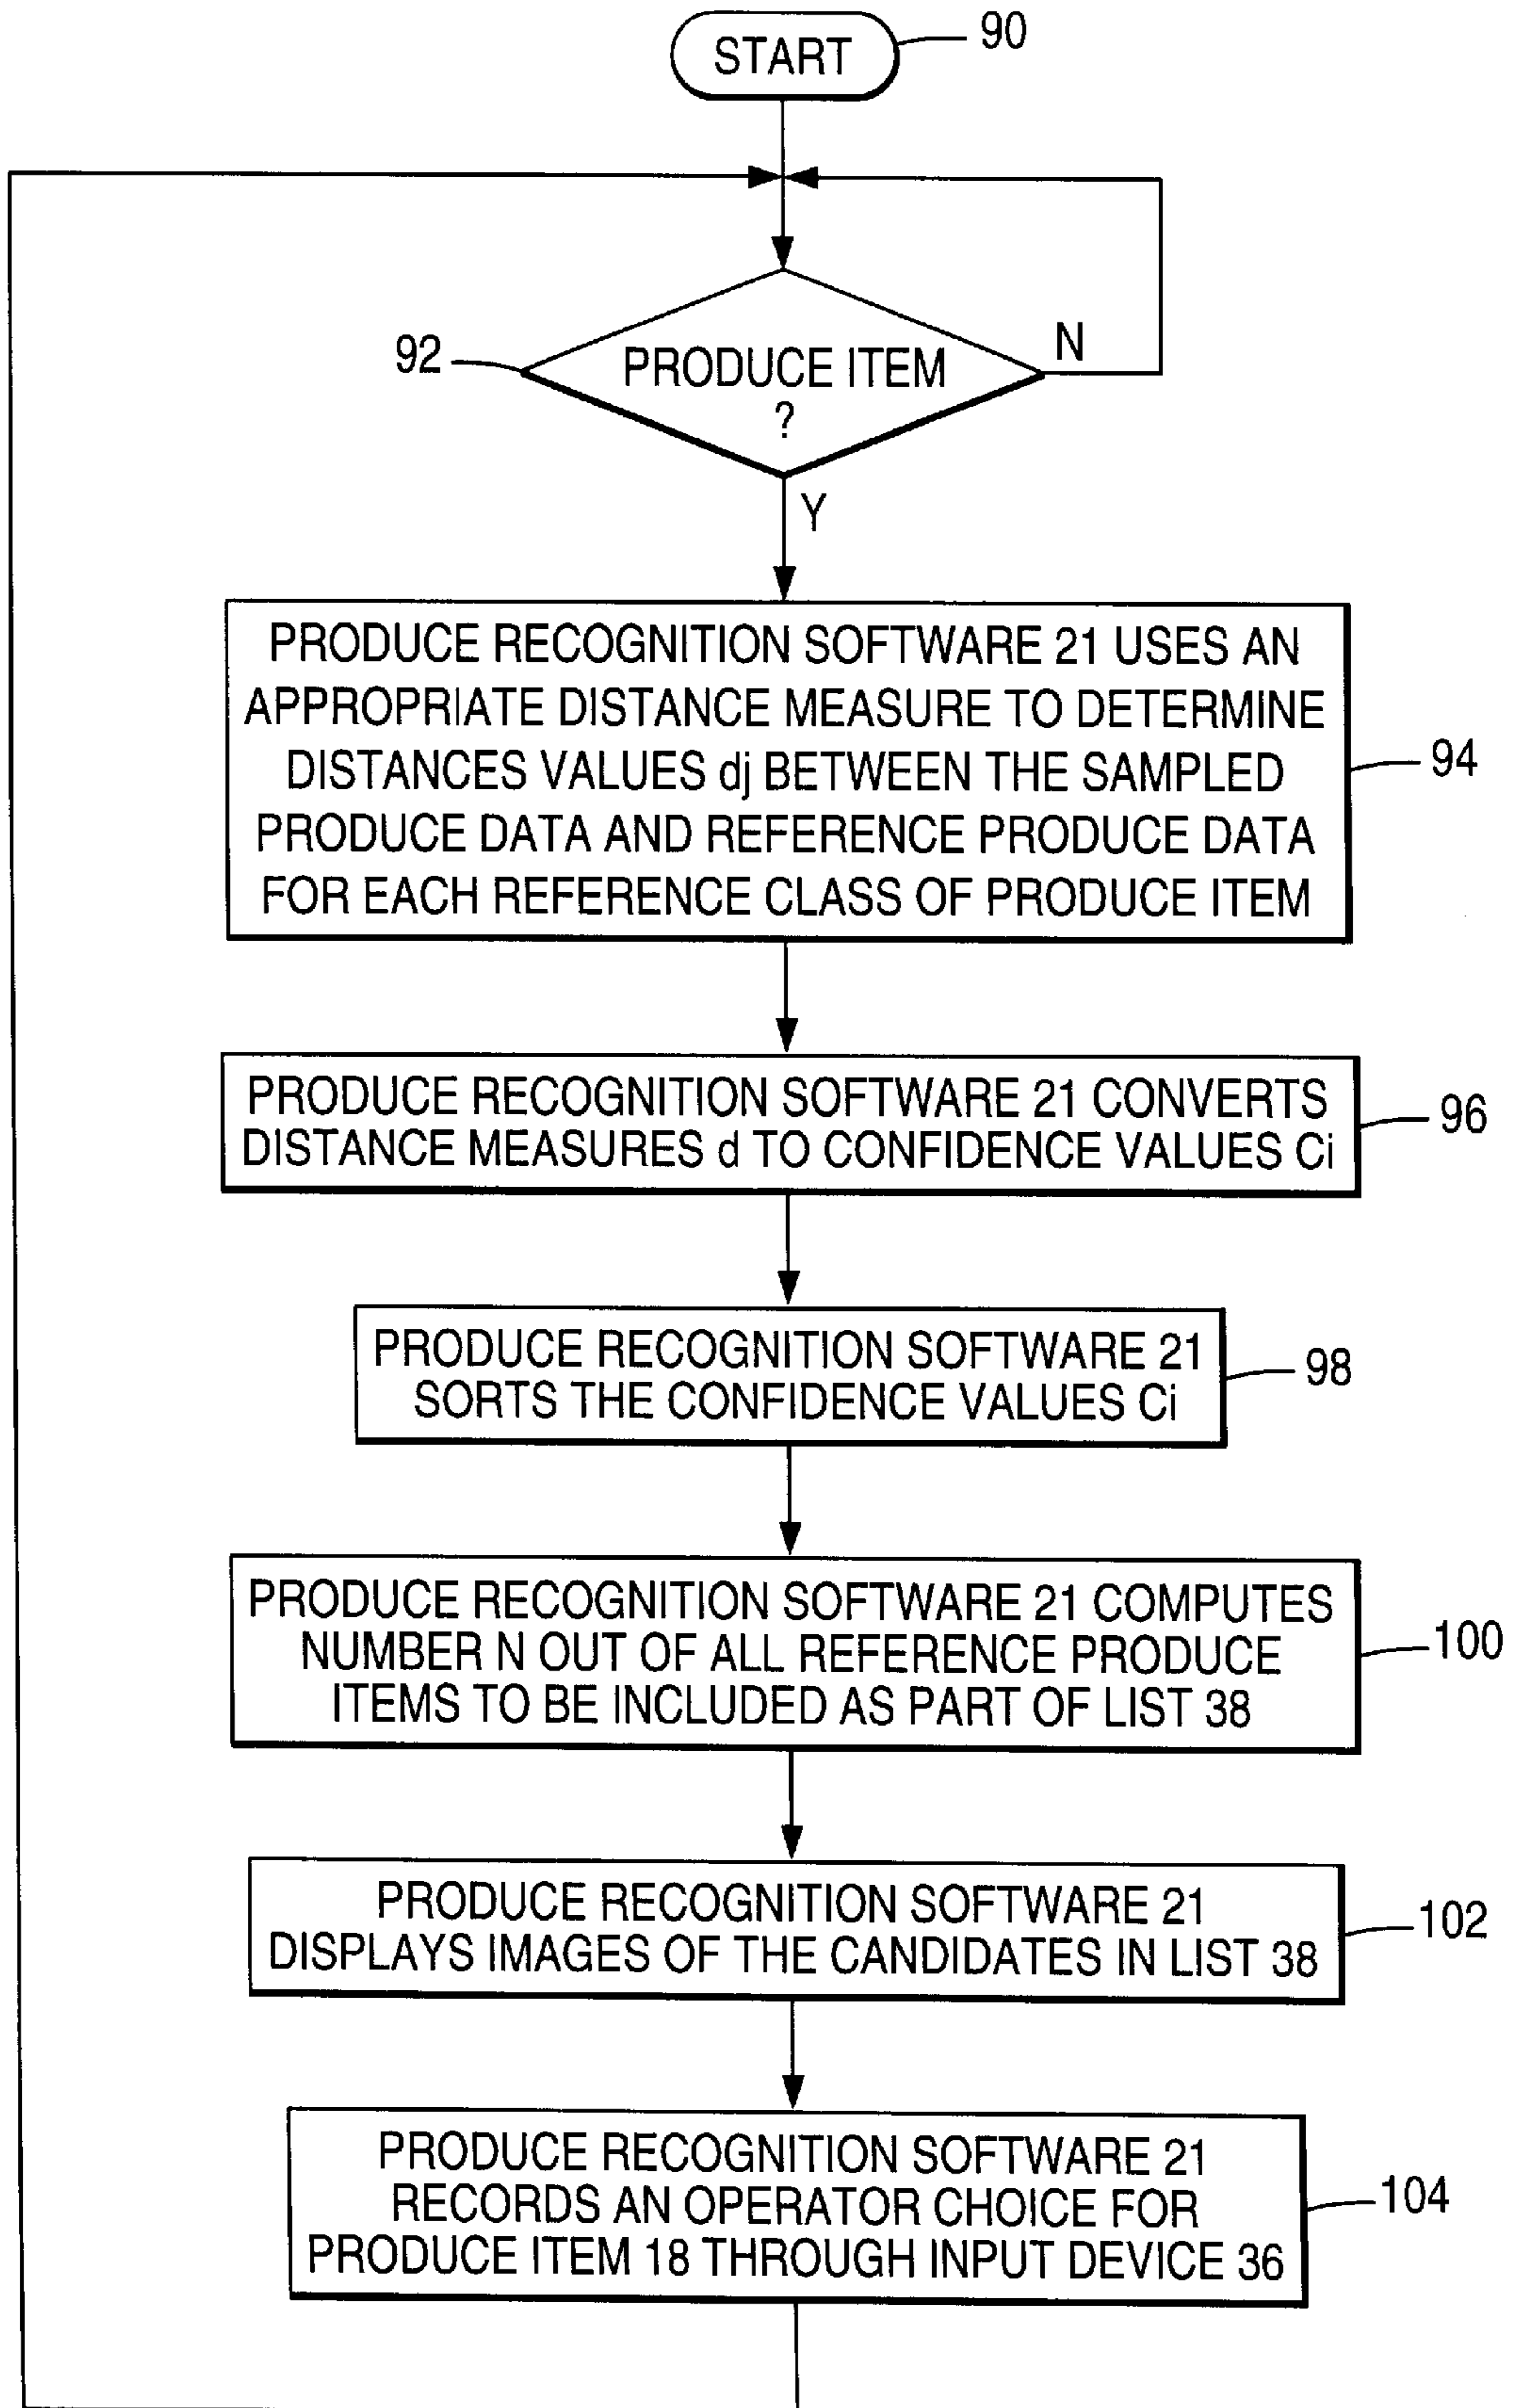 START
90
92
PRODUCE ITEM
?
N
Y
PRODUCE RECOGNITION SOFTWARE 21 USES AN
APPROPRIATE DISTANCE MEASURE TO DETERMINE
DISTANCES VALUES dj BETWEEN THE SAMPLED
PRODUCE DATA AND REFERENCE PRODUCE DATA
FOR EACH REFERENCE CLASS OF PRODUCE ITEM
94
PRODUCE RECOGNITION SOFTWARE 21 CONVERTS
DISTANCE MEASURES d TO CONFIDENCE VALUES Ci
96
PRODUCE RECOGNITION SOFTWARE 21
SORTS THE CONFIDENCE VALUES Ci
98
PRODUCE RECOGNITION SOFTWARE 21 COMPUTES
NUMBER N OUT OF ALL REFERENCE PRODUCE
ITEMS TO BE INCLUDED AS PART OF LIST 38
100
PRODUCE RECOGNITION SOFTWARE 21
DISPLAYS IMAGES OF THE CANDIDATES IN LIST 38
102
PRODUCE RECOGNITION SOFTWARE 21
RECORDS AN OPERATOR CHOICE FOR
PRODUCE ITEM 18 THROUGH INPUT DEVICE 36
104